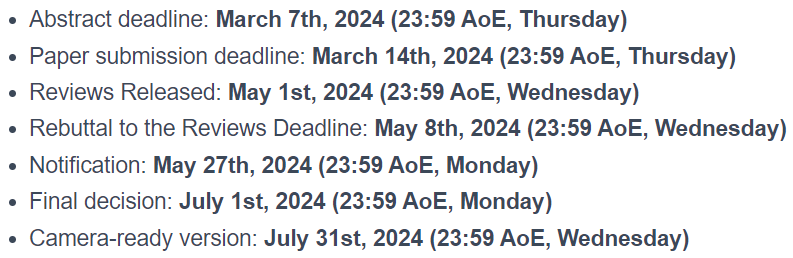 Abstract deadline: March 7th, 2024 (23:59 AoE, Thursday)
Paper submission deadline: March 14th, 2024 (23:59 AoE, Thursday)
Reviews Released: May 1st, 2024 (23:59 AoE, Wednesday)
Rebuttal to the Reviews Deadline: May 8th, 2024 (23:59 AoE, Wednesday)
Notification: May 27th, 2024 (23:59 AoE, Monday)
Final decision: July 1st, 2024 (23:59 AoE, Monday)
Camera-ready version: July 31st, 2024 (23:59 AoE, Wednesday)